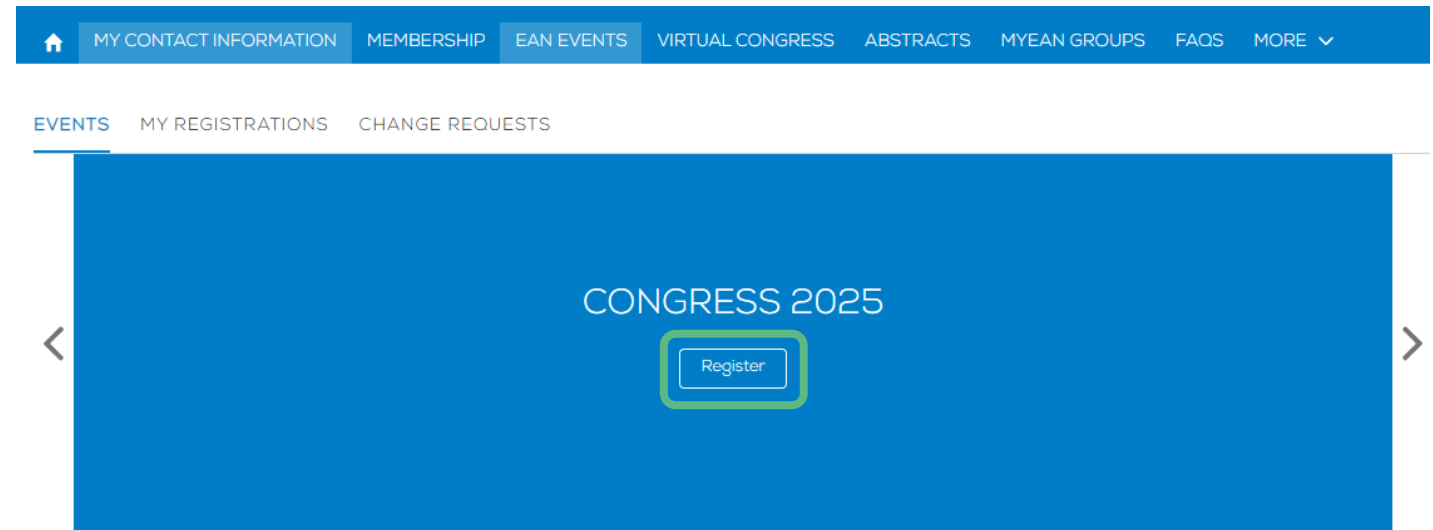 MY CONTACT INFORMATION MEMBERSHIP EAN EVENTS VIRTUAL CONGRESS ABSTRACTS MYEAN GROUPS FAQS MORE
EVENTS MY REGISTRATIONS CHANGE REQUESTS
CONGRESS 2025
Register